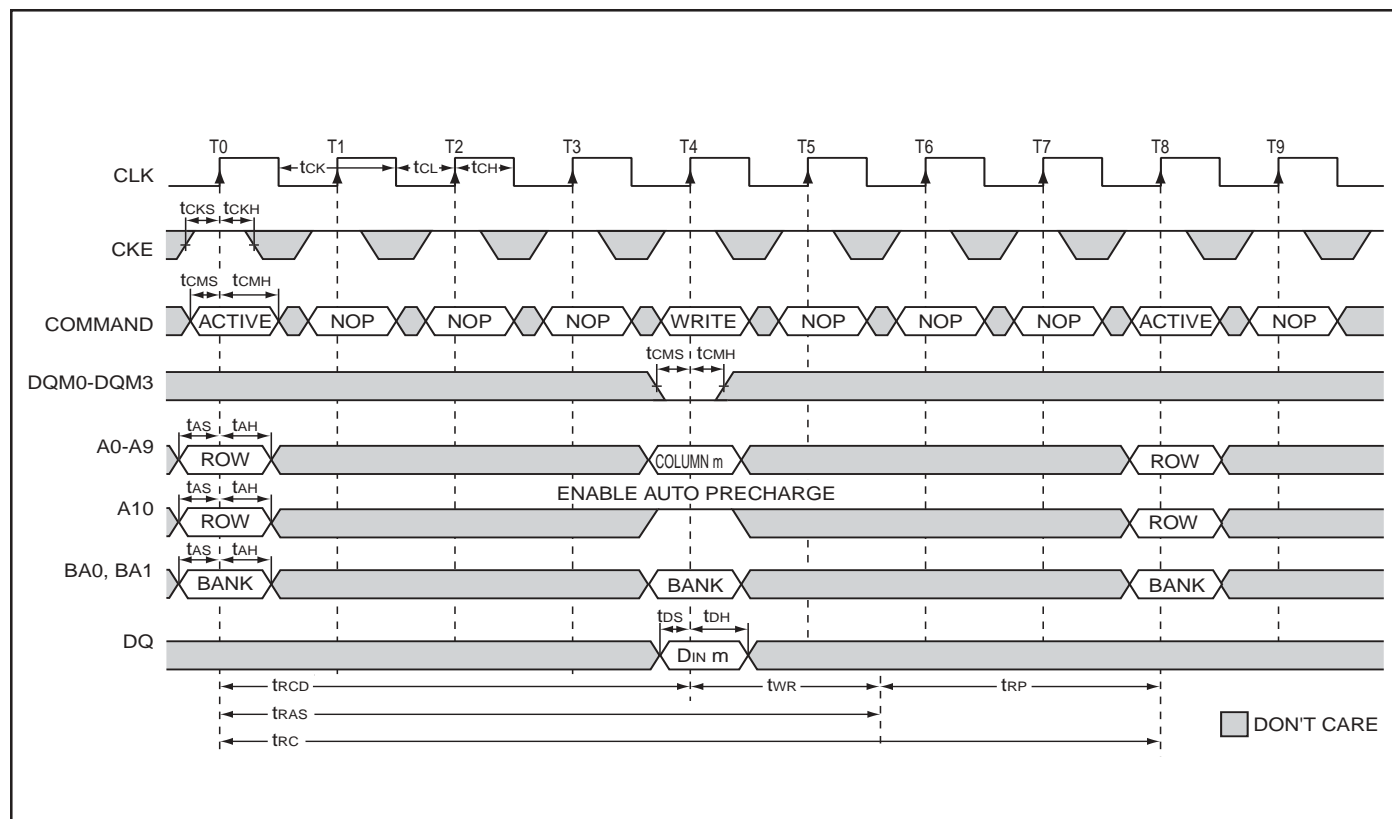 T0 T1 T2 T3 T4 T5 T6 T7 T8 T9
CLK tCK tCL tCH
tCKS tCKH
CKE
tCMS tCMH
COMMAND ACTIVE NOP NOP NOP WRITE NOP NOP NOP ACTIVE NOP
tCMS tCMH
DQM0-DQM3
tAS tAH
A0-A9 ROW COLUMN m ROW
tAS tAH ENABLE AUTO PRECHARGE
A10 ROW ROW
tAS tAH
BA0, BA1 BANK BANK BANK
tDS tDH
DQ DIN m
tRCD tWR tRP
tRAS
tRC
DON'T CARE